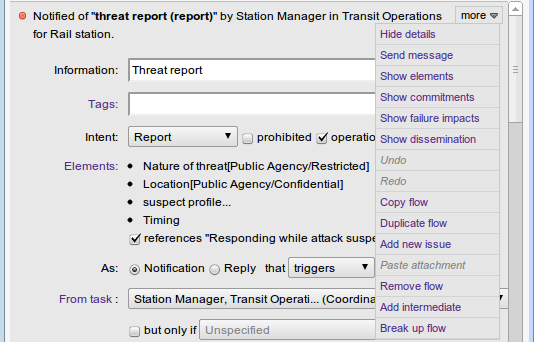 Notified of "threat report (report)" by Station Manager in Transit Operations
for Rail station.
more
Hide details
Send message
Show elements
Show commitments
Show failure impacts
Show dissemination
Undo
Redo
Copy flow
Duplicate flow
Add new issue
Paste attachment
Remove flow
Add intermediate
Break up flow
Information: Threat report
Tags:
Intent: Report prohibited operatio
Elements: Nature of threat[Public Agency/Restricted]
Location[Public Agency/Confidential]
suspect profile...
Timing
references "Responding while attack suspe
As: Notification Reply that triggers
From task : Station Manager, Transit Operati... (Coordina
but only if Unspecified